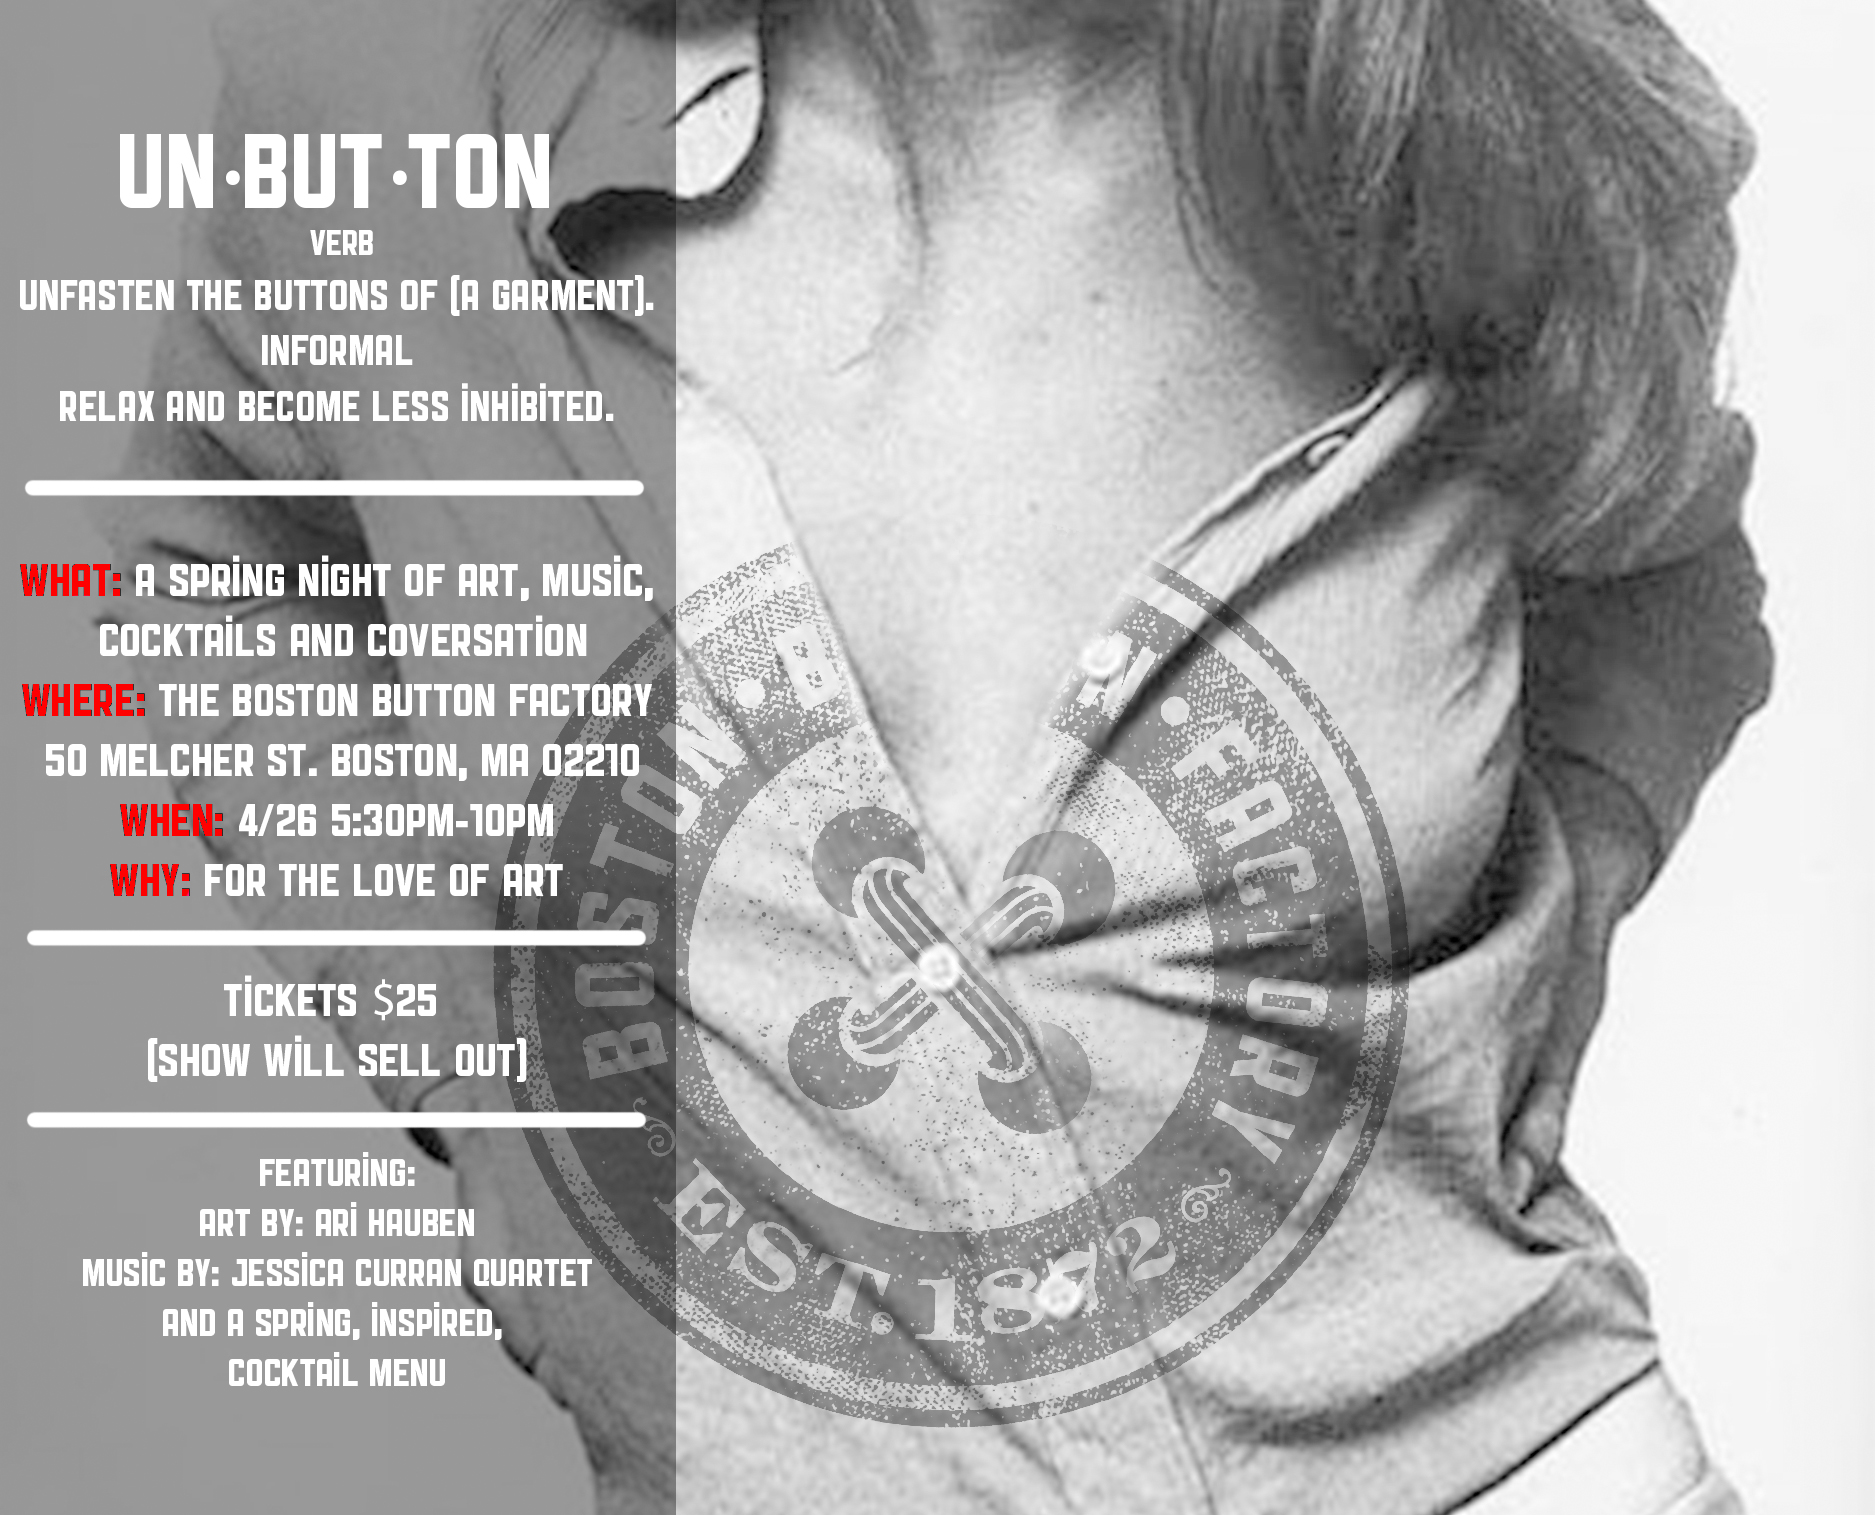 UN·BUT·TON
VERB
UNFASTEN THE BUTTONS OF (A GARMENT).
INFORMAL
RELAX AND BECOME LESS INHIBITED.
WHAT: A SPRING NIGHT OF ART, MUSIC,
COCKTAILS AND COVERSATION
WHERE: THE BOSTON BUTTON FACTORY
50 MELCHER ST. BOSTON, MA 02210
WHEN: 4/26 5:30PM-10PM
WHY: FOR THE LOVE OF ART
TICKETS $25
(SHOW WILL SELL OUT)
FEATURING:
ART BY: ARI HAUBEN
MUSIC BY: JESSICA CURRAN QUARTET
AND A SPRING, INSPIRED,
COCKTAIL MENU
BOSTON · B N · FACTORY
EST. 1872